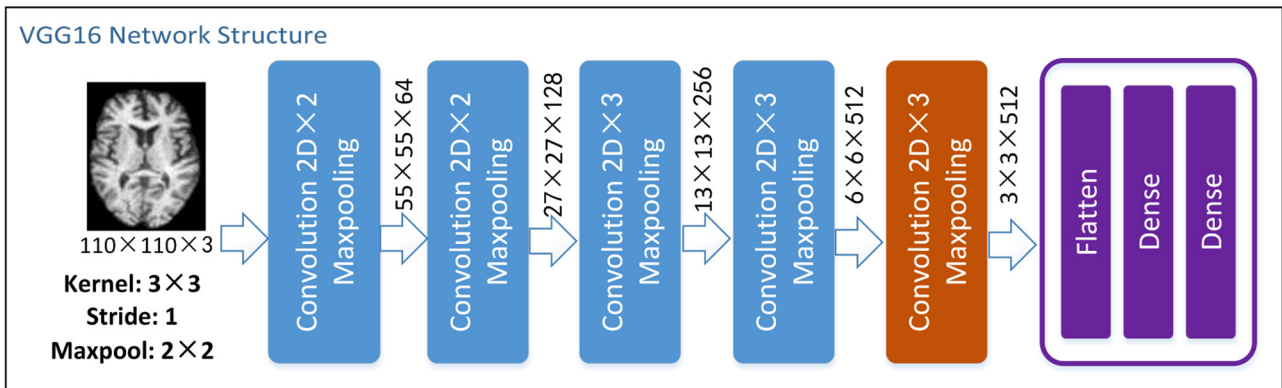 VGG16 Network Structure
110×110×3
Kernel: 3×3
Stride: 1
Maxpool: 2×2
Convolution 2D×2
Maxpooling
55×55×64
Convolution 2D×2
Maxpooling
27×27×128
Convolution 2D×3
Maxpooling
13×13×256
Convolution 2D×3
Maxpooling
6×6×512
Convolution 2D×3
Maxpooling
3×3×512
Flatten
Dense
Dense